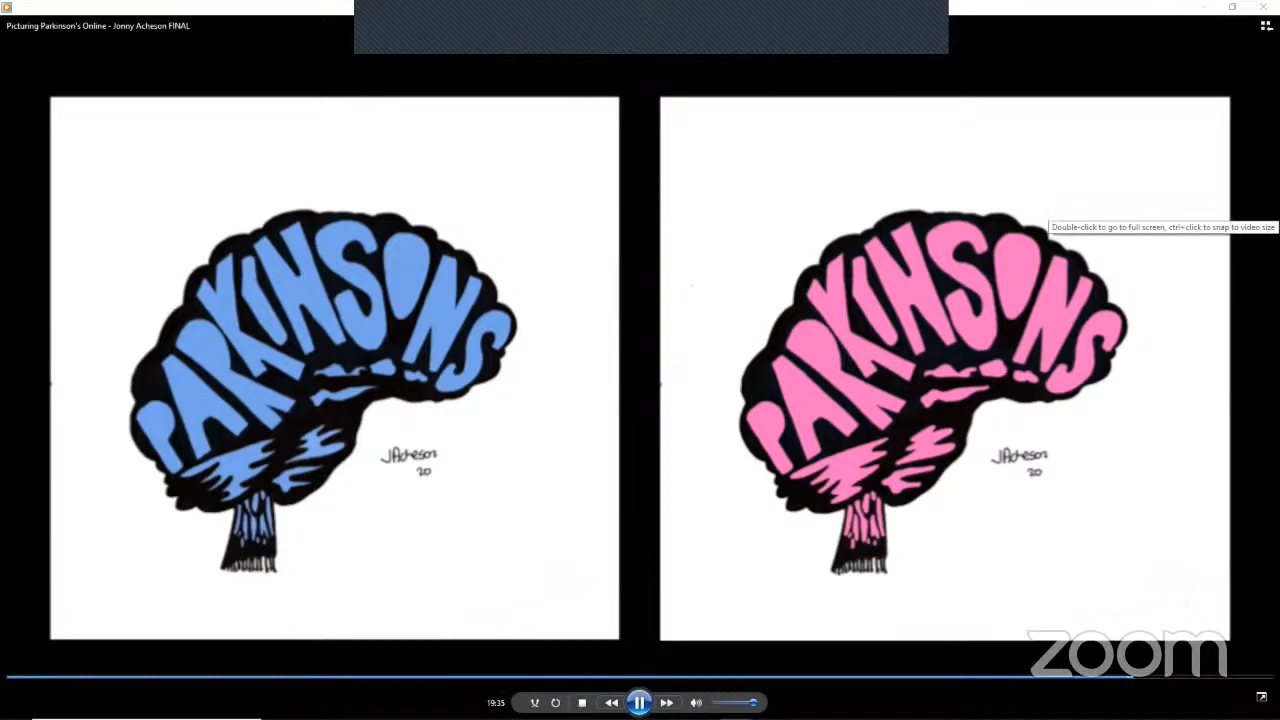 Picturing Parkinson's Online - Jonny Acheson FINAL
PARKINSONS
JAcheson
20
PARKINSONS
JAcheson
20
Double-click to go to full screen, ctrl+click to snap to video size
zoom
19:35